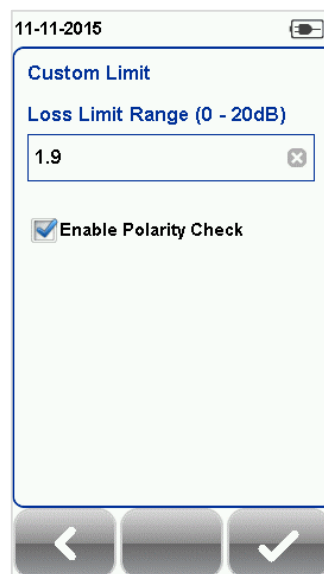 11-11-2015
Custom Limit
Loss Limit Range (0 - 20dB)
1.9
Enable Polarity Check